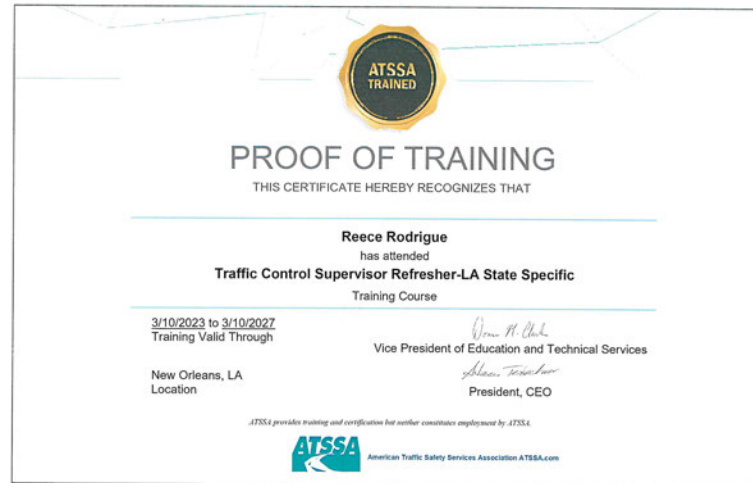 ATSSA
TRAINED
PROOF OF TRAINING
THIS CERTIFICATE HEREBY RECOGNIZES THAT
Reece Rodrigue
has attended
Traffic Control Supervisor Refresher-LA State Specific
Training Course
3/10/2023 to 3/10/2027
Training Valid Through
Vice President of Education and Technical Services
New Orleans, LA
Location
President, CEO
ATSSA provides training and certification but neither constitutes employment by ATSSA.
ATSSA
American Traffic Safety Services Association ATSSA.com